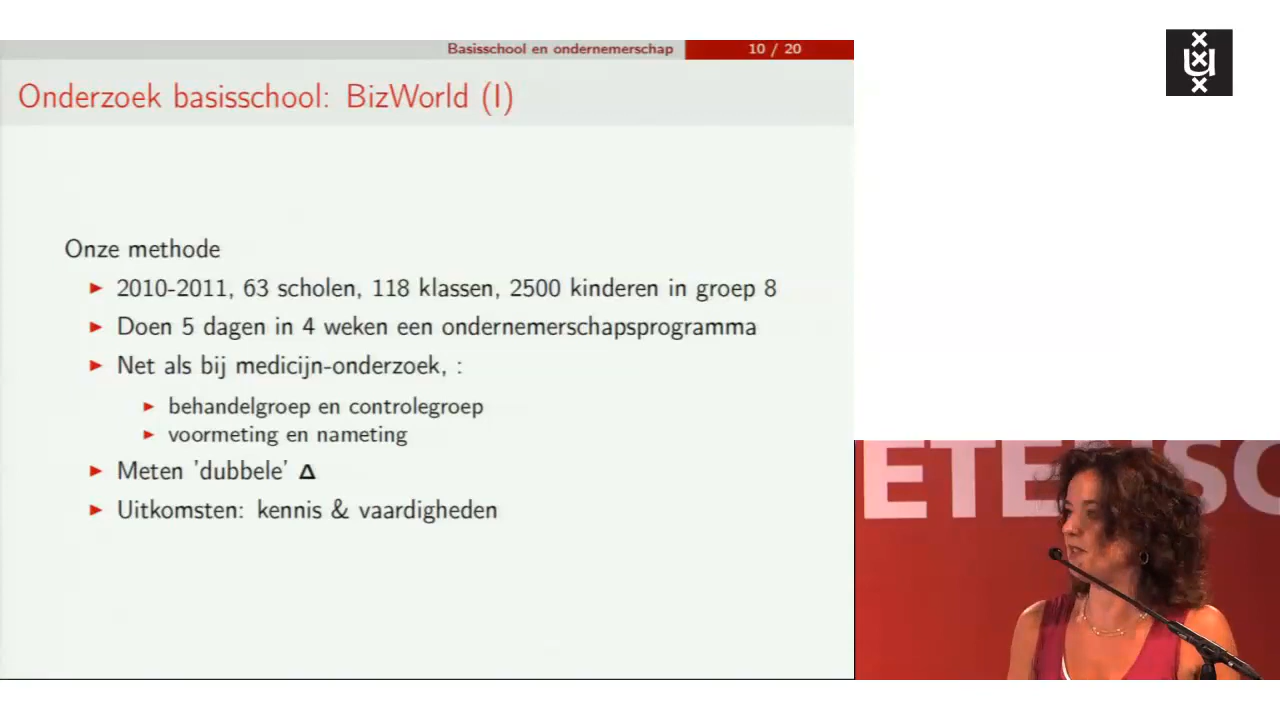 Basisschool en ondernemerschap 10 / 20
Onderzoek basisschool: BizWorld (I)
Onze methode
2010-2011, 63 scholen, 118 klassen, 2500 kinderen in groep 8
Doen 5 dagen in 4 weken een ondernemerschapsprogramma
Net als bij medicijn-onderzoek, :
behandelgroep en controlegroep
voormeting en nameting
Meten 'dubbele' Δ
Uitkomsten: kennis & vaardigheden
XUXX
ETENSC